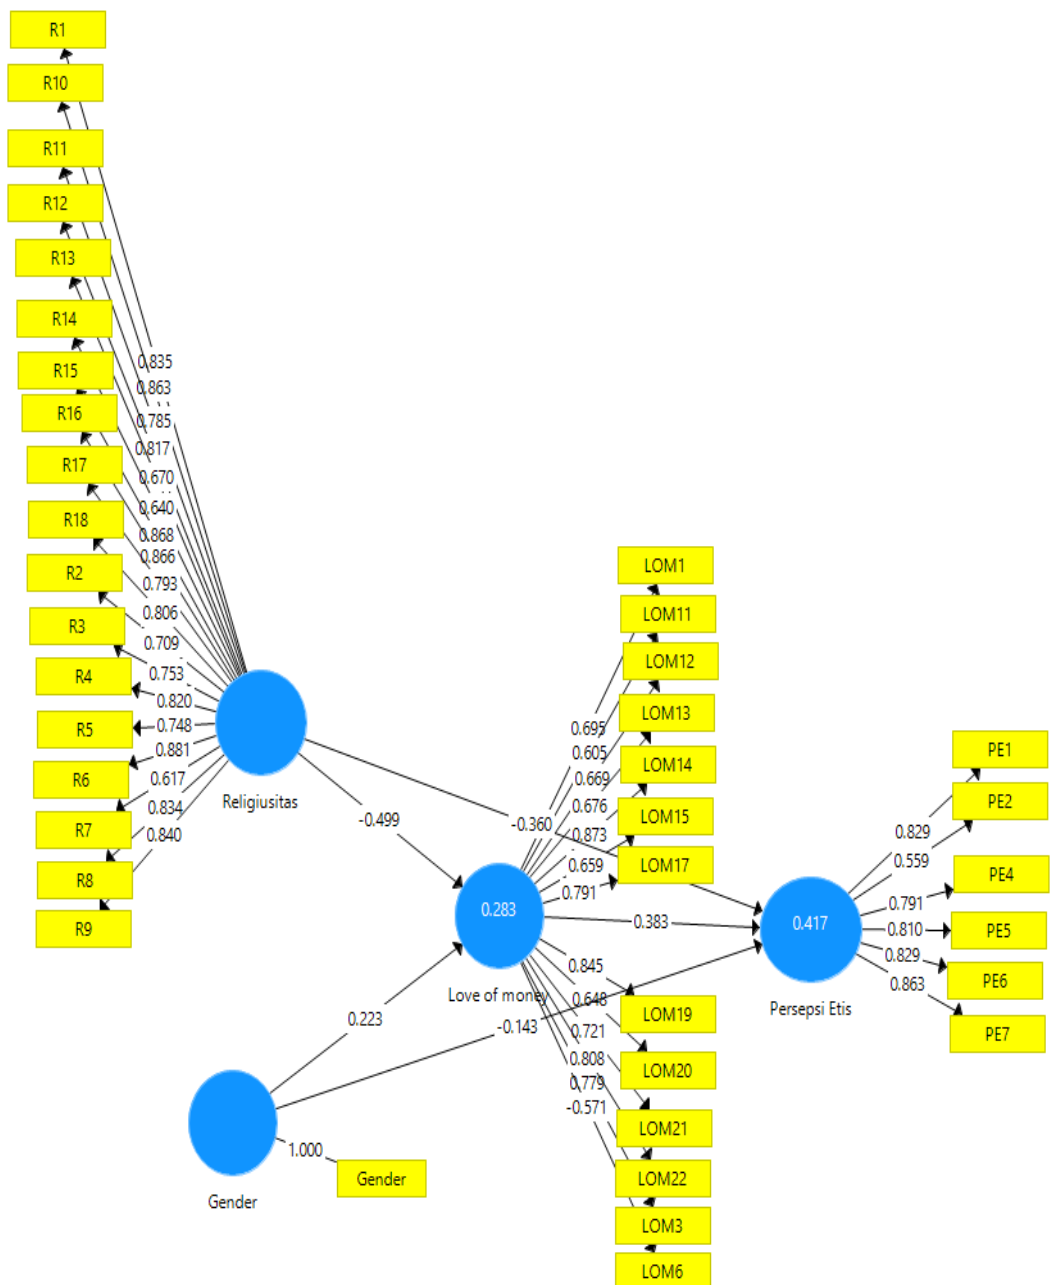 R1
R10
R11
R12
R13
R14
R15
R16
R17
R18
R2
R3
R4
R5
R6
R7
R8
R9
0.835
0.863
0.785
0.817
0.670
0.640
0.868
0.866
0.793
0.806
0.709
0.753
0.820
0.748
0.881
0.617
0.834
0.840
Religiusitas
-0.499
-0.360
0.223
-0.143
0.383
1.000
Gender
Gender
0.283
Love of money
LOM1
LOM11
LOM12
LOM13
LOM14
LOM15
LOM17
0.695
0.605
0.669
0.676
0.873
0.659
0.791
0.845
0.648
0.721
0.808
0.779
-0.571
LOM19
LOM20
LOM21
LOM22
LOM3
LOM6
0.417
Persepsi Etis
0.829
0.559
0.791
0.810
0.829
0.863
PE1
PE2
PE4
PE5
PE6
PE7